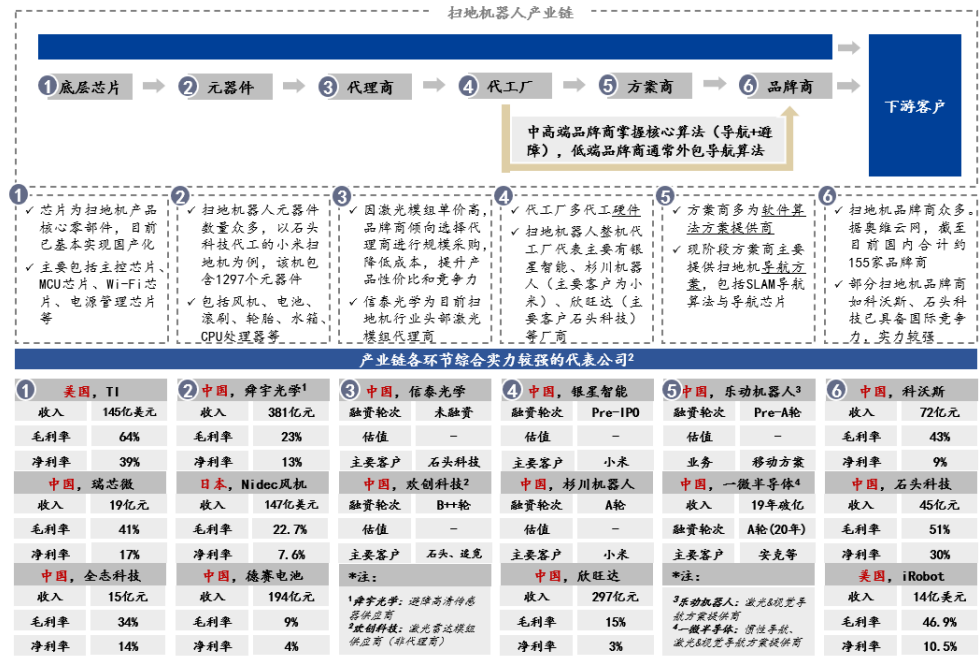 扫地机器人产业链
1 底层芯片
2 元器件
3 代理商
4 代工厂
5 方案商
6 品牌商
下游客户
中高端品牌商掌握核心算法（导航+避
障），低端品牌商通常外包导航算法
1
✓ 芯片为扫地机产品
核心零部件，目前
已基本实现国产化
✓ 主要包括主控芯片、
MCU芯片、Wi-Fi芯
片、电源管理芯片
等
2
✓ 扫地机器人元器件
数量众多，以石头
科技代工的小米扫
地机为例，该机包
含1297个元器件
✓ 包括风机、电池、
滚刷、轮胎、水箱、
CPU处理器等
3
✓ 因激光模组单价高，
品牌商倾向选择代
理商进行规模采购，
降低成本，提升产
品性价比和竞争力
✓ 信泰光学为目前扫
地机行业头部激光
模组代理商
4
✓ 代工厂多代工硬件
✓ 扫地机器人整机代
工厂代表主要有银
星智能、杉川机器人
（主要客户为小
米）、欣旺达（主
要客户石头科技）
等厂商
5
✓ 方案商多为软件算
法方案提供商
✓ 现阶段方案商主要
提供扫地机导航方
案，包括SLAM导航
算法与导航芯片
6
✓ 扫地机品牌商众多。
据奥维云网，截至
目前国内合计约
155家品牌商
✓ 部分扫地机品牌商
如科沃斯、石头科
技已具备国际竞争
力，实力较强
产业链各环节综合实力较强的代表公司2
1 美国，TI
收入 145亿美元
毛利率 64%
净利率 39%
中国，瑞芯微
收入 19亿元
毛利率 41%
净利率 17%
中国，全志科技
收入 15亿元
毛利率 34%
净利率 14%
2 中国，舜宇光学1
收入 381亿元
毛利率 23%
净利率 13%
日本，Nidec风机
收入 147亿美元
毛利率 22.7%
净利率 7.6%
中国，德赛电池
收入 194亿元
毛利率 9%
净利率 4%
3 中国，信泰光学
融资轮次 未融资
估值 -
主要客户 石头科技
中国，欢创科技2
融资轮次 B++轮
估值 -
主要客户 石头、追觅
*注：
1舜宇光学：避障高清传感
器供应商
2欢创科技：激光雷达模组
供应商（非代理商）
4 中国，银星智能
融资轮次 Pre-IPO
估值 -
主要客户 小米
中国，杉川机器人
融资轮次 A轮
估值 -
主要客户 小米
中国，欣旺达
收入 297亿元
毛利率 15%
净利率 3%
5 中国，乐动机器人3
融资轮次 Pre-A轮
估值 -
业务 移动方案
中国，一微半导体4
收入 19年破亿
融资轮次 A轮(20年)
主要客户 安克等
*注：
3乐动机器人：激光&视觉导
航方案提供商
4一微半导体：惯性导航、
激光&视觉导航方案提供商
6 中国，科沃斯
收入 72亿元
毛利率 43%
净利率 9%
中国，石头科技
收入 45亿元
毛利率 51%
净利率 30%
美国，iRobot
收入 14亿美元
毛利率 46.9%
净利率 10.5%